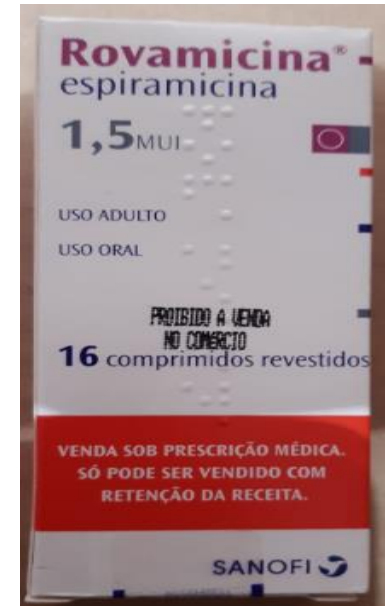 Rovamicina®
espiramicina
1,5MUI
USO ADULTO
USO ORAL
PROIBIDO A VENDA
NO COMÉRCIO
16 comprimidos revestidos
VENDA SOB PRESCRIÇÃO MÉDICA.
SÓ PODE SER VENDIDO COM
RETENÇÃO DA RECEITA.
SANOFI